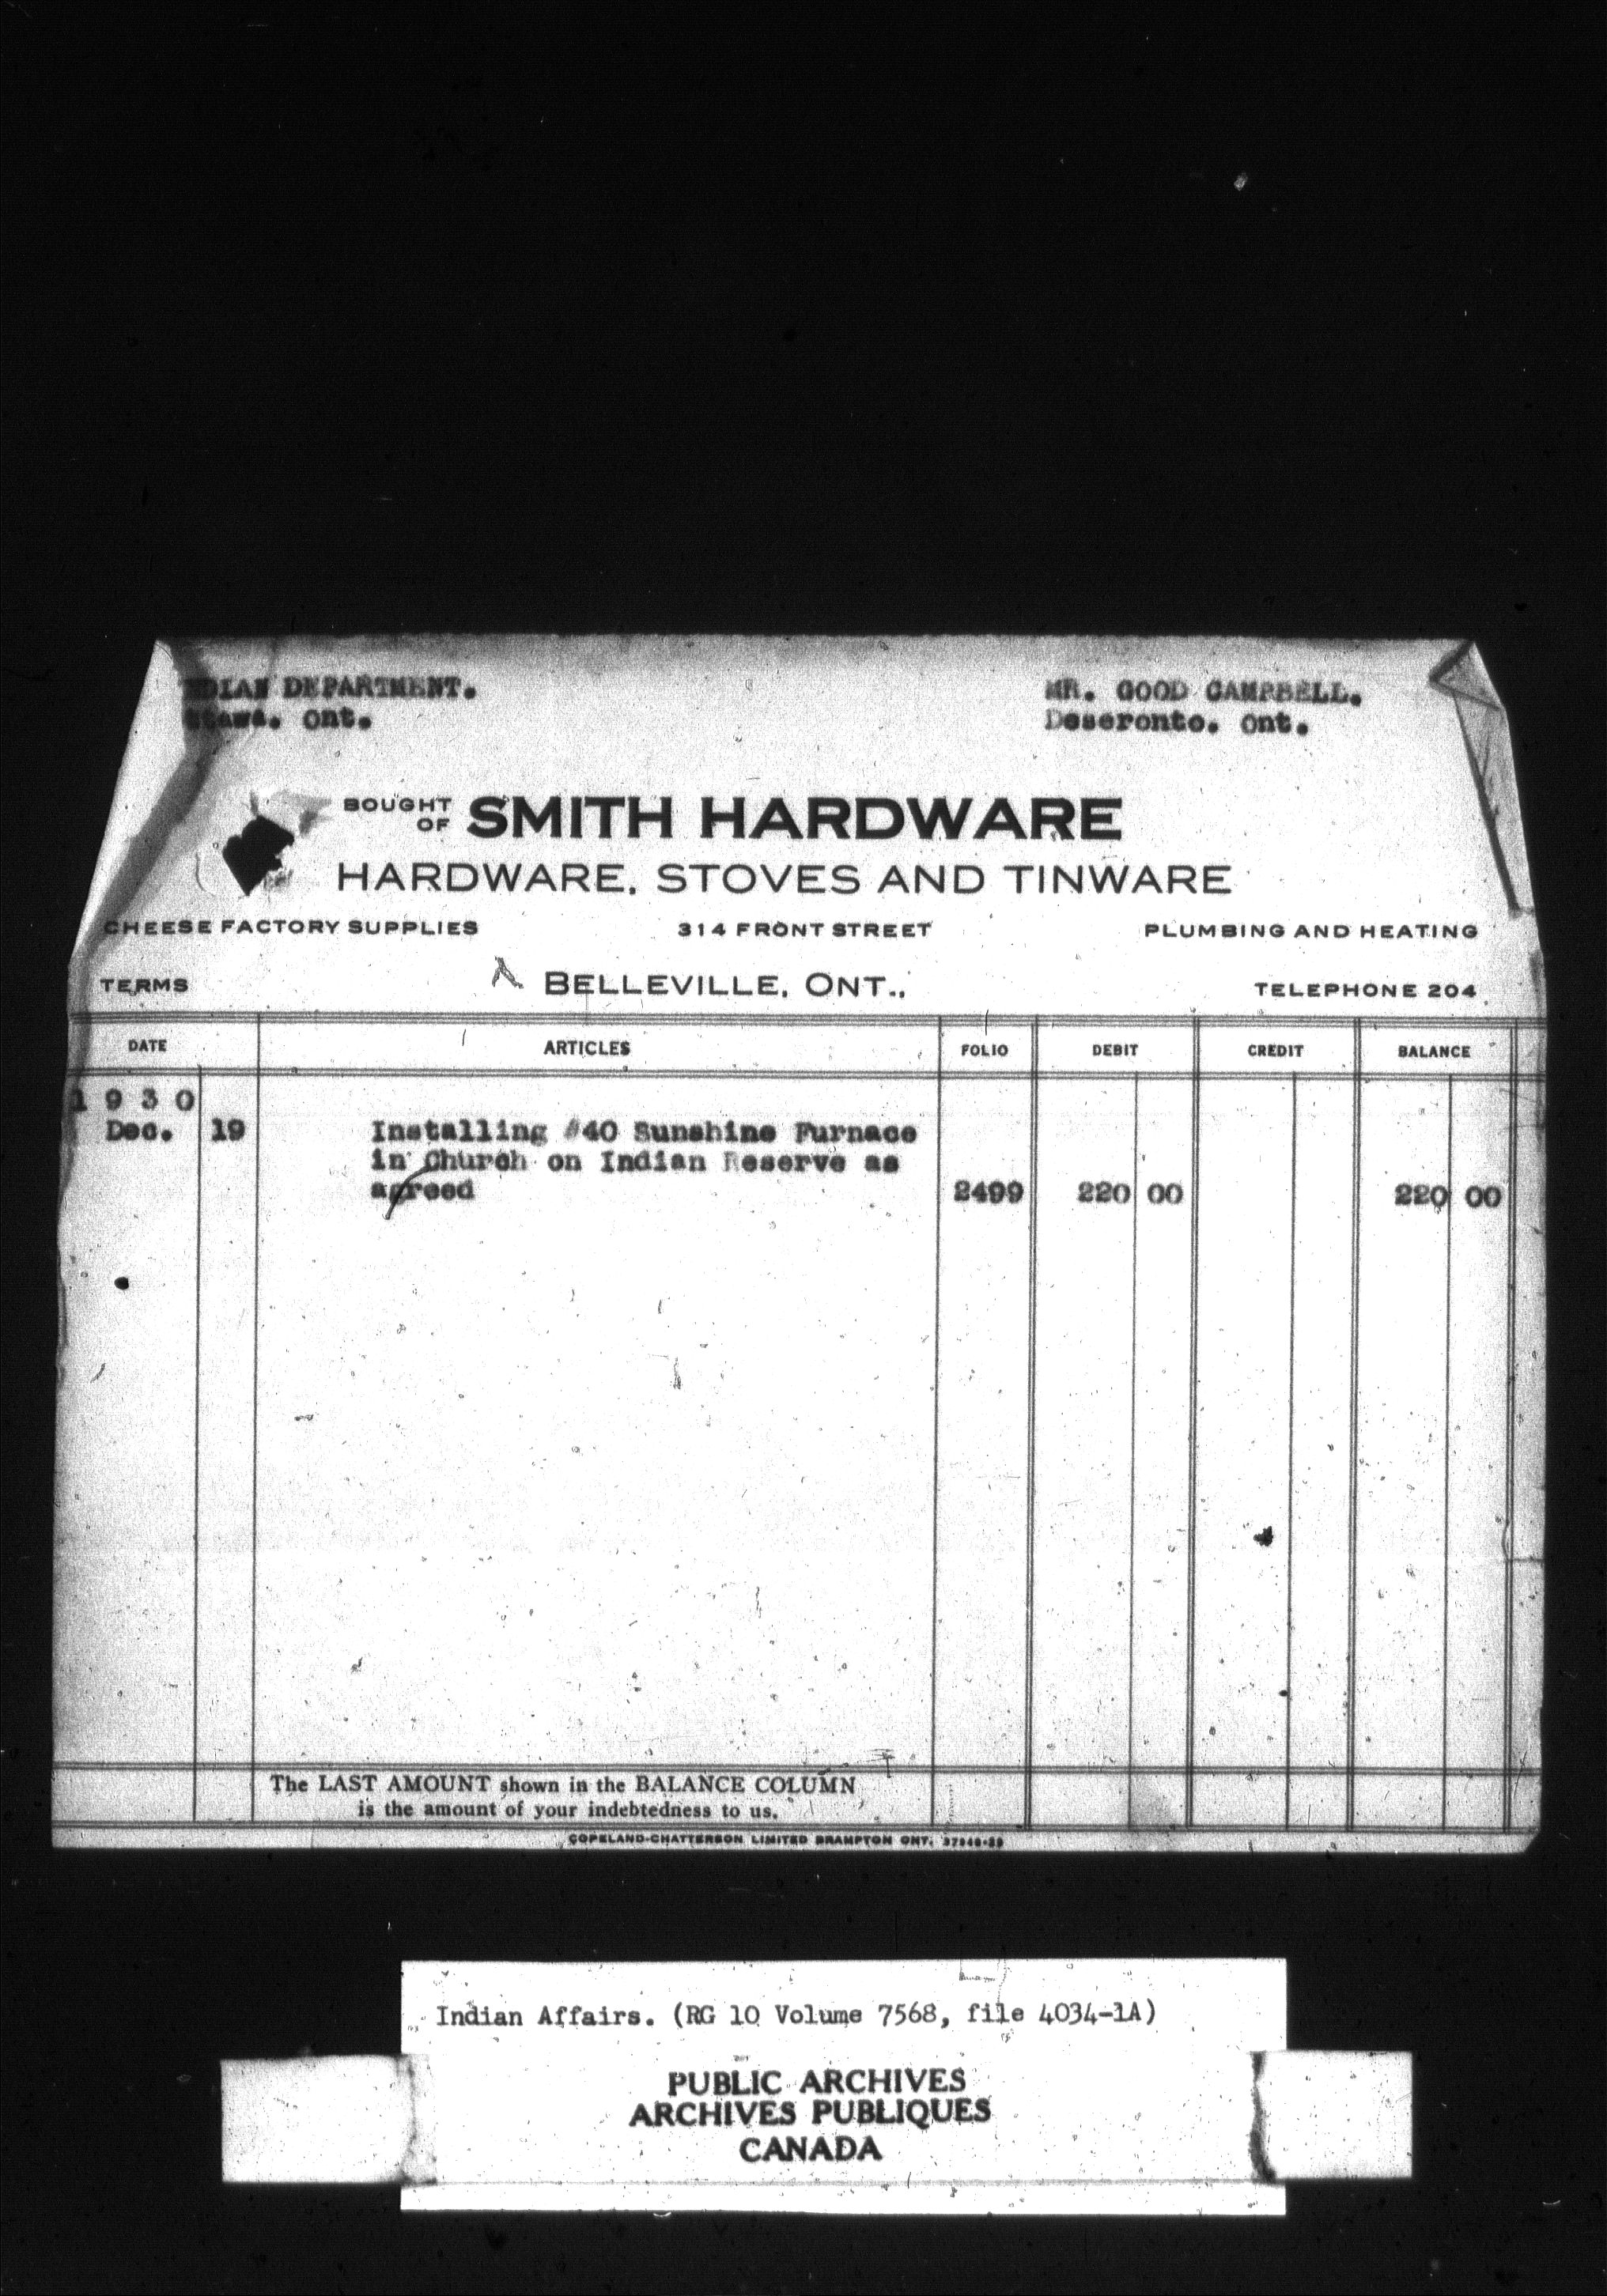 INDIAN DEPARTMENT. MR. GOOD CAMPBELL.
Ottawa. Ont. Deseronto. Ont.
BOUGHT OF SMITH HARDWARE
HARDWARE, STOVES AND TINWARE
CHEESE FACTORY SUPPLIES 314 FRONT STREET PLUMBING AND HEATING
TERMS BELLEVILLE, ONT., TELEPHONE 204
DATE ARTICLES FOLIO DEBIT CREDIT BALANCE
1930
Dec. 19 Installing #40 Sunshine Furnace
in Church on Indian Reserve as
agreed 2499 220 00 220 00
The LAST AMOUNT shown in the BALANCE COLUMN
is the amount of your indebtedness to us.
COPELAND-CHATTERSON LIMITED BRAMPTON ONT.
Indian Affairs. (RG 10 Volume 7568, file 4034-1A)
PUBLIC ARCHIVES
ARCHIVES PUBLIQUES
CANADA